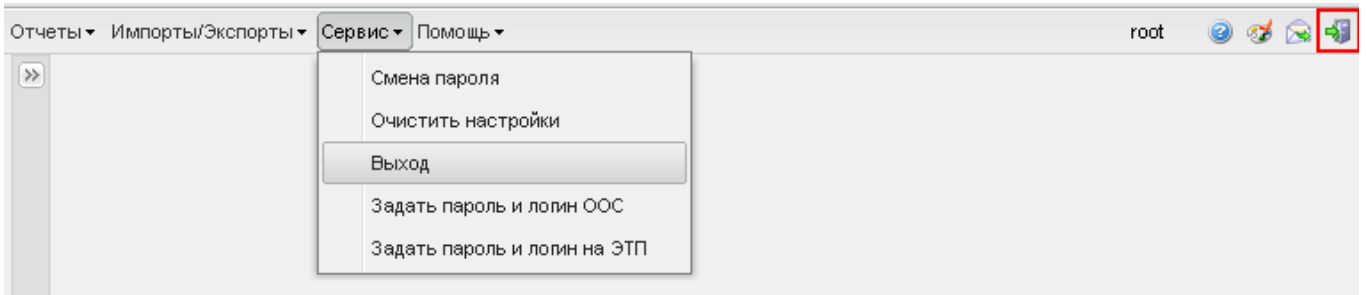 Отчеты Импорты/Экспорты Сервис Помощь root
Смена пароля
Очистить настройки
Выход
Задать пароль и логин ООС
Задать пароль и логин на ЭТП